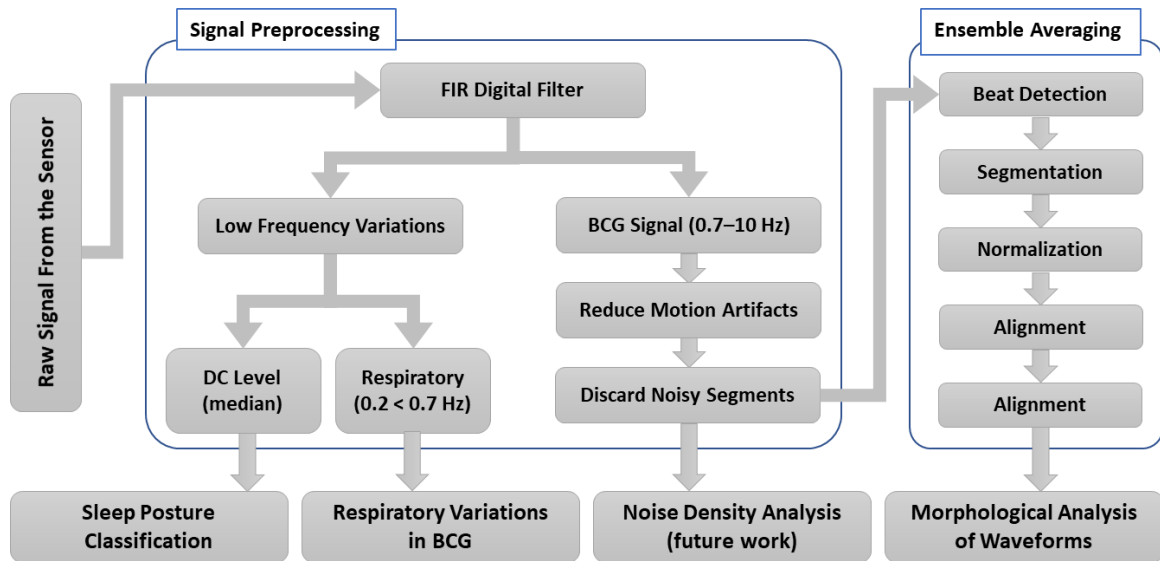 Signal Preprocessing
Ensemble Averaging
Raw Signal From the Sensor
FIR Digital Filter
Low Frequency Variations
BCG Signal (0.7–10 Hz)
Reduce Motion Artifacts
DC Level
(median)
Respiratory
(0.2 < 0.7 Hz)
Discard Noisy Segments
Beat Detection
Segmentation
Normalization
Alignment
Alignment
Sleep Posture
Classification
Respiratory Variations
in BCG
Noise Density Analysis
(future work)
Morphological Analysis
of Waveforms